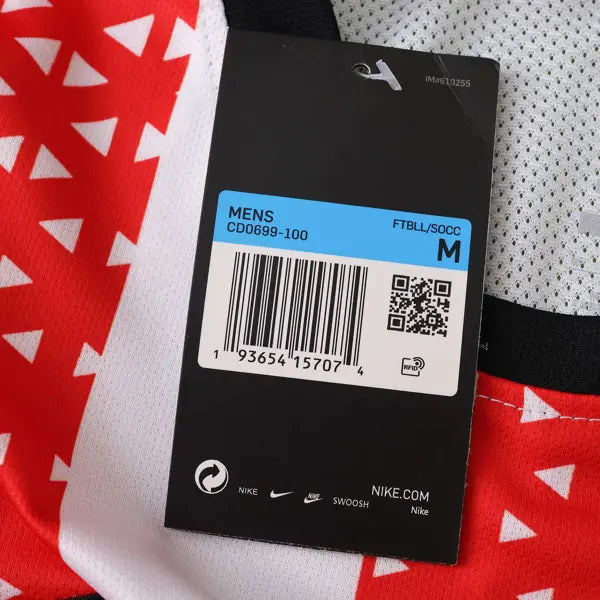 IM#610255
MENS
CD0699-100
FTBLL/SOCC
M
1 93654 15707 4
RFID
NIKE NIKE SWOOSH
NIKE.COM
Nike